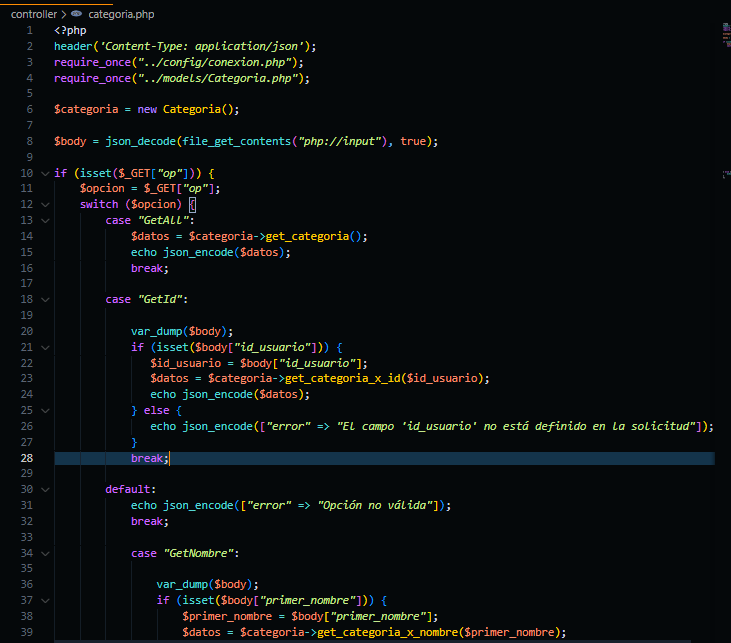 controller > categoria.php
1 <?php
2 header('Content-Type: application/json');
3 require_once("../config/conexion.php");
4 require_once("../models/Categoria.php");
5
6 $categoria = new Categoria();
7
8 $body = json_decode(file_get_contents("php://input"), true);
9
10 if (isset($_GET["op"])) {
11 $opcion = $_GET["op"];
12 switch ($opcion) {
13 case "GetAll":
14 $datos = $categoria->get_categoria();
15 echo json_encode($datos);
16 break;
17
18 case "GetId":
19
20 var_dump($body);
21 if (isset($body["id_usuario"])) {
22 $id_usuario = $body["id_usuario"];
23 $datos = $categoria->get_categoria_x_id($id_usuario);
24 echo json_encode($datos);
25 } else {
26 echo json_encode(["error" => "El campo 'id_usuario' no está definido en la solicitud"]);
27 }
28 break;
29
30 default:
31 echo json_encode(["error" => "Opción no válida"]);
32 break;
33
34 case "GetNombre":
35
36 var_dump($body);
37 if (isset($body["primer_nombre"])) {
38 $primer_nombre = $body["primer_nombre"];
39 $datos = $categoria->get_categoria_x_nombre($primer_nombre);